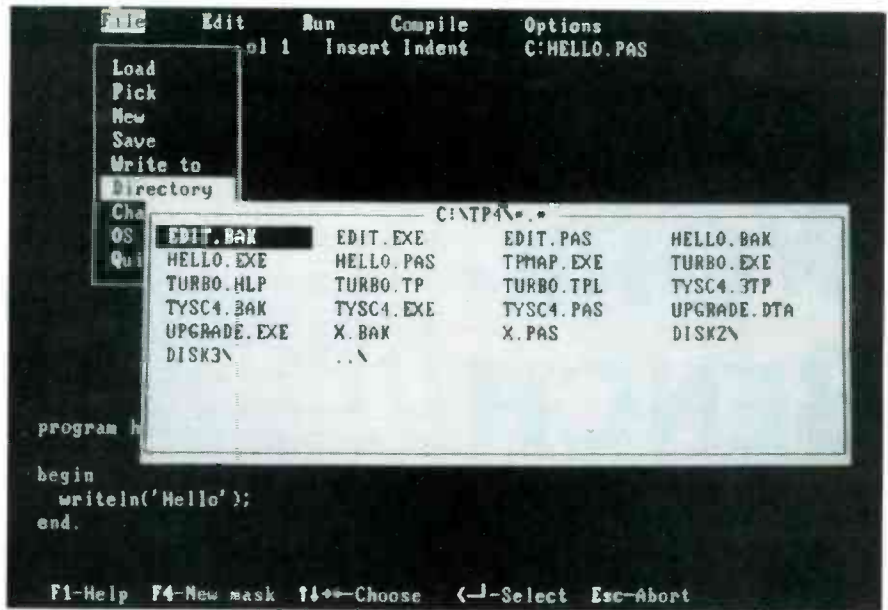 File Edit Run Compile Options
ol 1 Insert Indent C:HELLO.PAS
Load
Pick
New
Save
Write to
Directory
Cha
OS
Qui
C:\TP4\*.*
EDIT.BAK EDIT.EXE EDIT.PAS HELLO.BAK
HELLO.EXE HELLO.PAS TPMAP.EXE TURBO.EXE
TURBO.HLP TURBO.TP TURBO.TPL TYSC4.3TP
TYSC4.BAK TYSC4.EXE TYSC4.PAS UPGRADE.DTA
UPGRADE.EXE X.BAK X.PAS DISK2\
DISK3\ ..\
program h
begin
writeln('Hello');
end.
F1-Help F4-New mask ↑↓→←-Choose ←┘-Select Esc-Abort